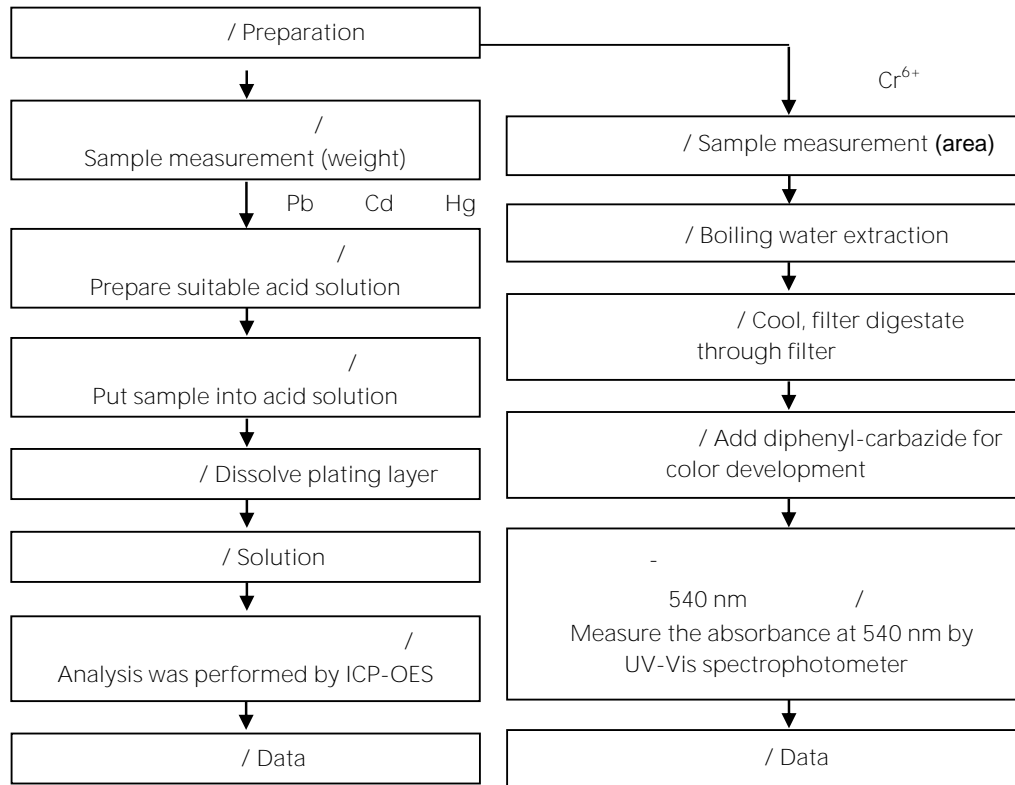 / Preparation
/
Sample measurement (weight)
Pb Cd Hg
/
Prepare suitable acid solution
/
Put sample into acid solution
/ Dissolve plating layer
/ Solution
/
Analysis was performed by ICP-OES
/ Data
Cr⁶⁺
/ Sample measurement (area)
/ Boiling water extraction
/ Cool, filter digestate
through filter
/ Add diphenyl-carbazide for
color development
-
540 nm /
Measure the absorbance at 540 nm by
UV-Vis spectrophotometer
/ Data